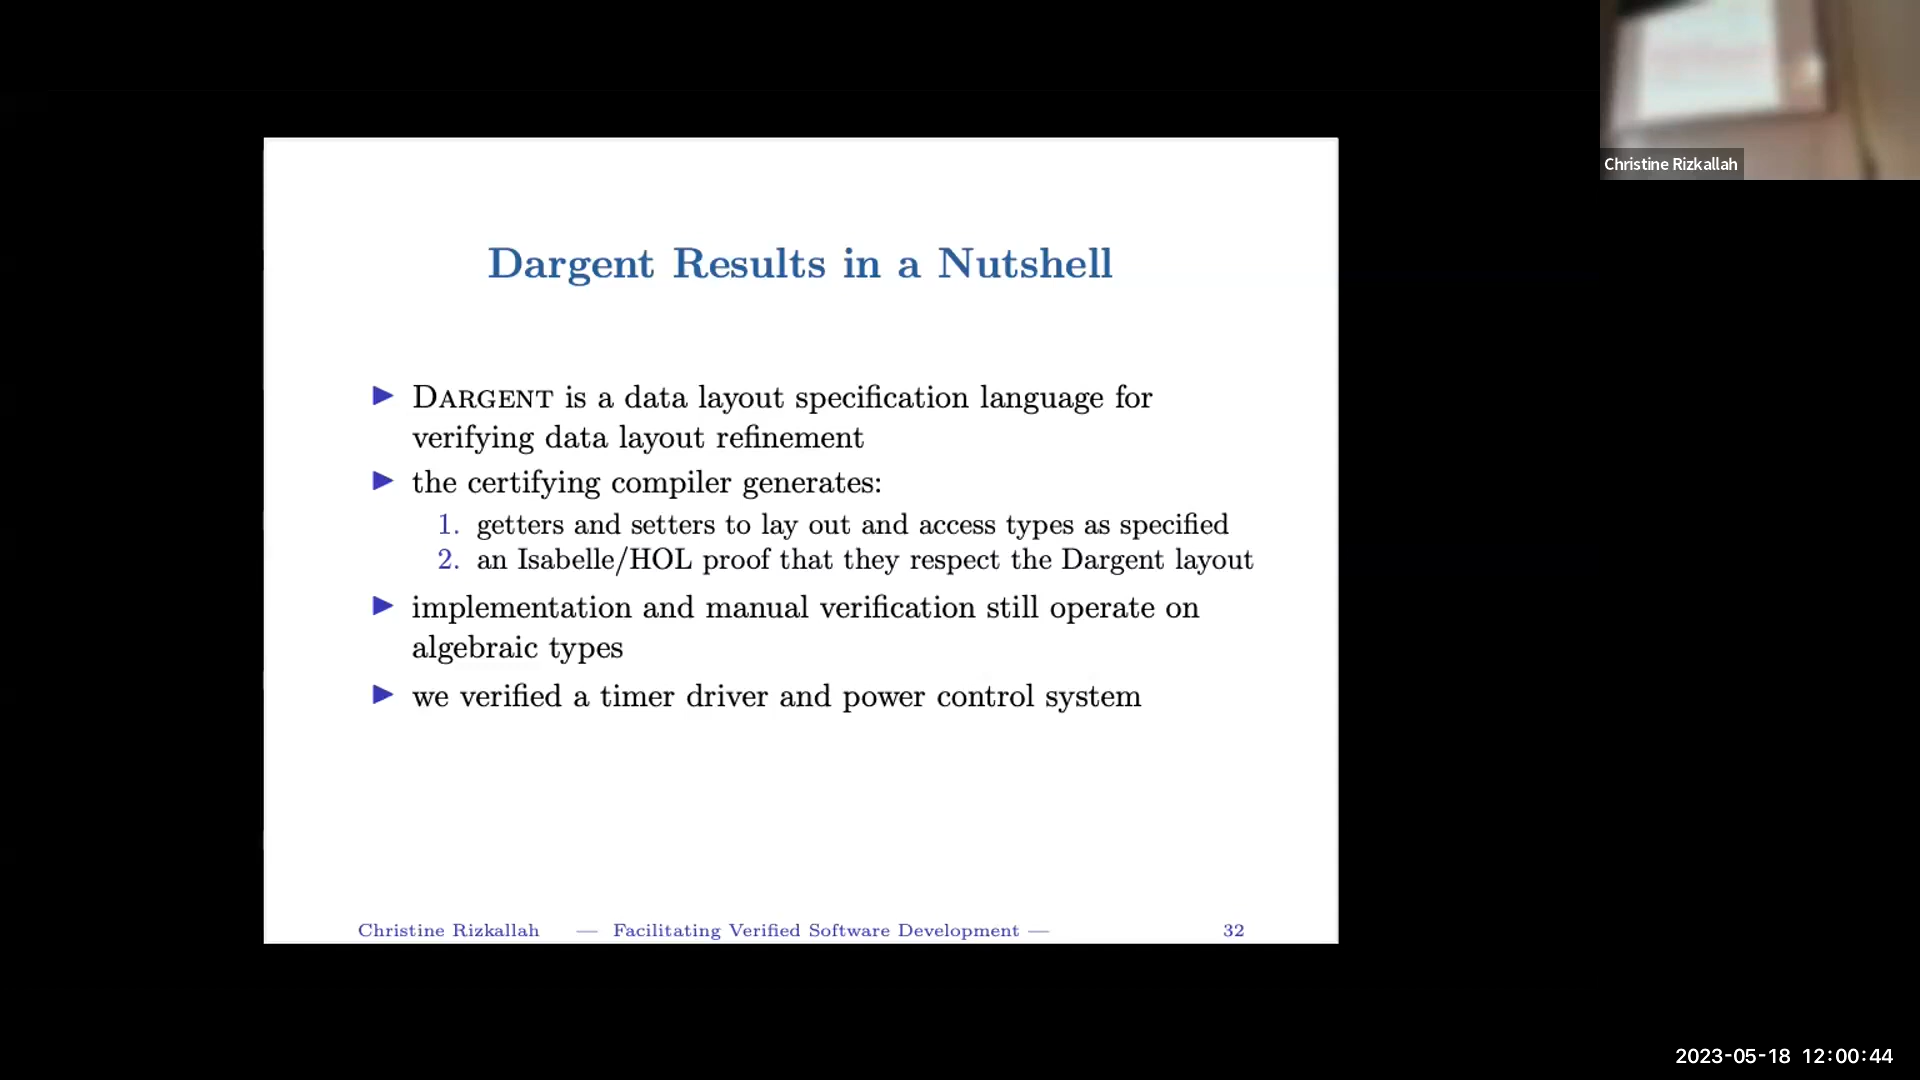 Christine Rizkallah
Dargent Results in a Nutshell
▶ DARGENT is a data layout specification language for
verifying data layout refinement
▶ the certifying compiler generates:
1. getters and setters to lay out and access types as specified
2. an Isabelle/HOL proof that they respect the Dargent layout
▶ implementation and manual verification still operate on
algebraic types
▶ we verified a timer driver and power control system
Christine Rizkallah — Facilitating Verified Software Development — 32
2023-05-18 12:00:44